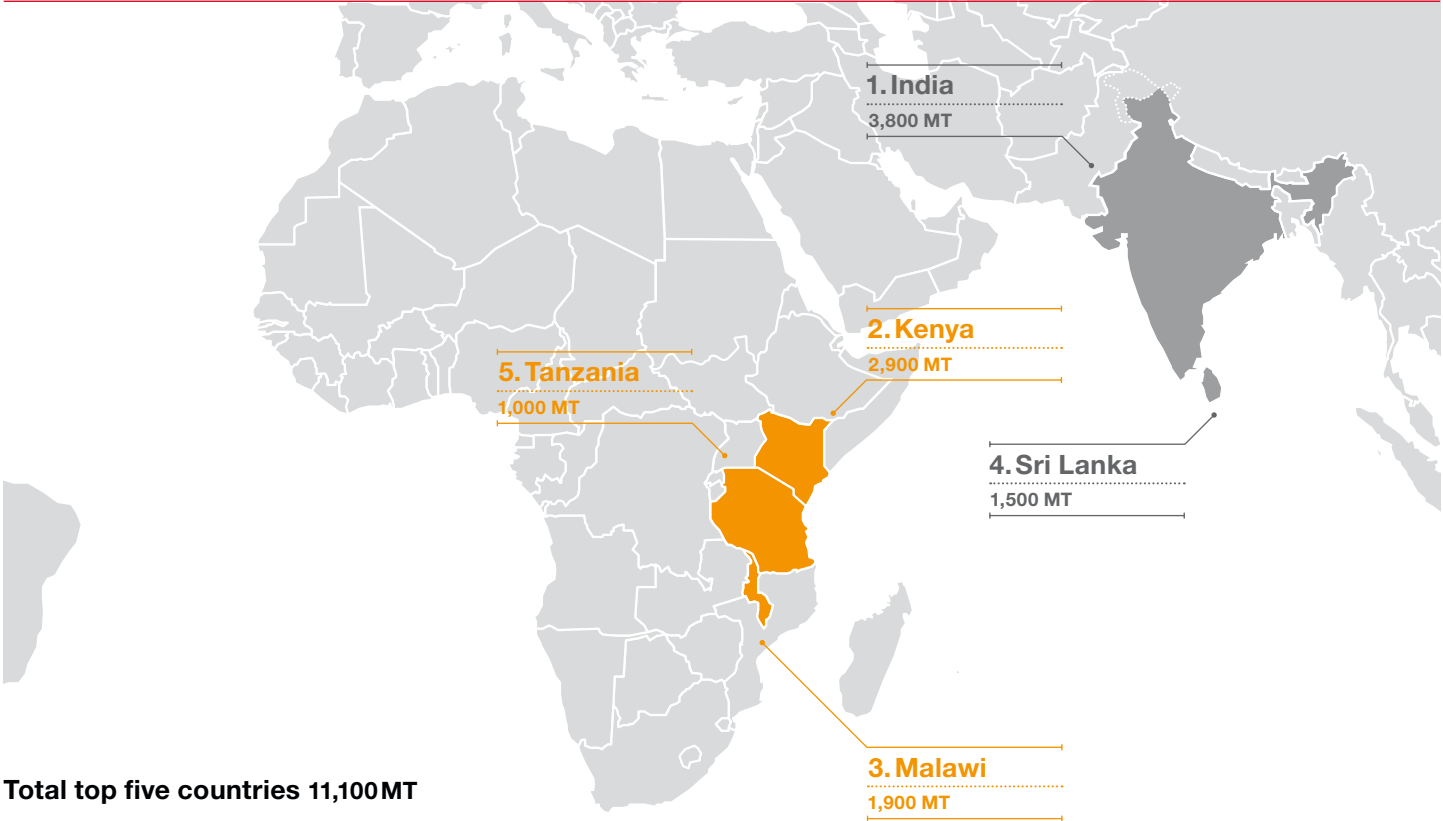 1. India
3,800 MT
2. Kenya
2,900 MT
5. Tanzania
1,000 MT
4. Sri Lanka
1,500 MT
3. Malawi
1,900 MT
Total top five countries 11,100 MT